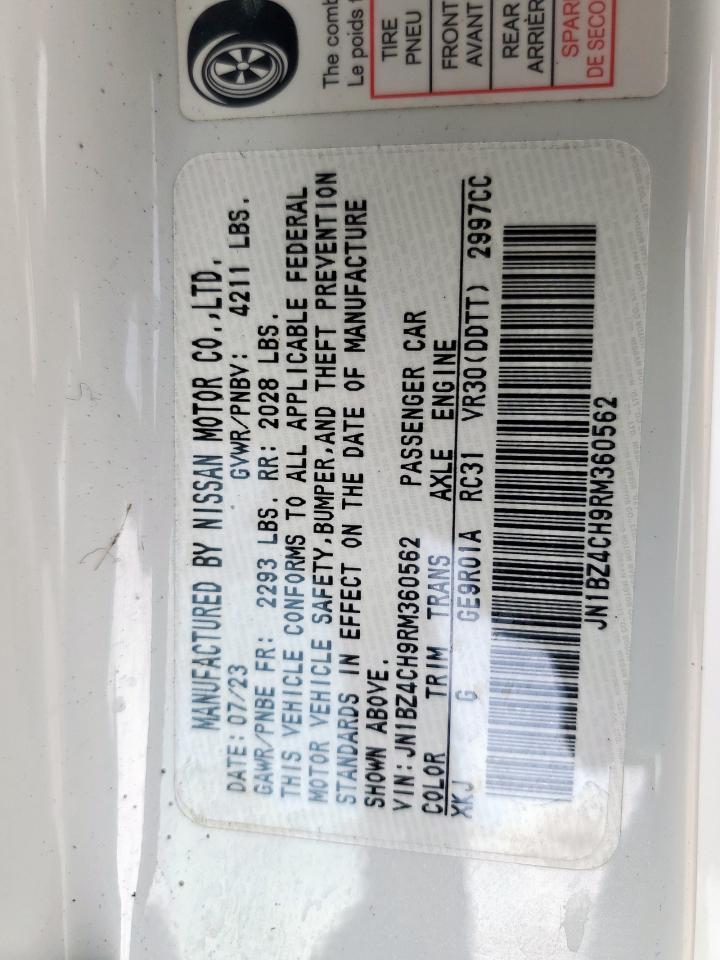 The comb
Le poids t
TIRE
PNEU
FRONT
AVANT
REAR
ARRIÈR
SPAR
DE SECO
MANUFACTURED BY NISSAN MOTOR CO.,LTD.
DATE: 07/23 GVWR/PNBV: 4211 LBS.
GAWR/PNBE FR: 2293 LBS. RR: 2028 LBS.
THIS VEHICLE CONFORMS TO ALL APPLICABLE FEDERAL
MOTOR VEHICLE SAFETY,BUMPER,AND THEFT PREVENTION
STANDARDS IN EFFECT ON THE DATE OF MANUFACTURE
SHOWN ABOVE.
VIN: JN1BZ4CH9RM360562 PASSENGER CAR
COLOR TRIM TRANS AXLE ENGINE
XKJ G GE9R01A RC31 VR30(DDTT) 2997CC
JN1BZ4CH9RM360562